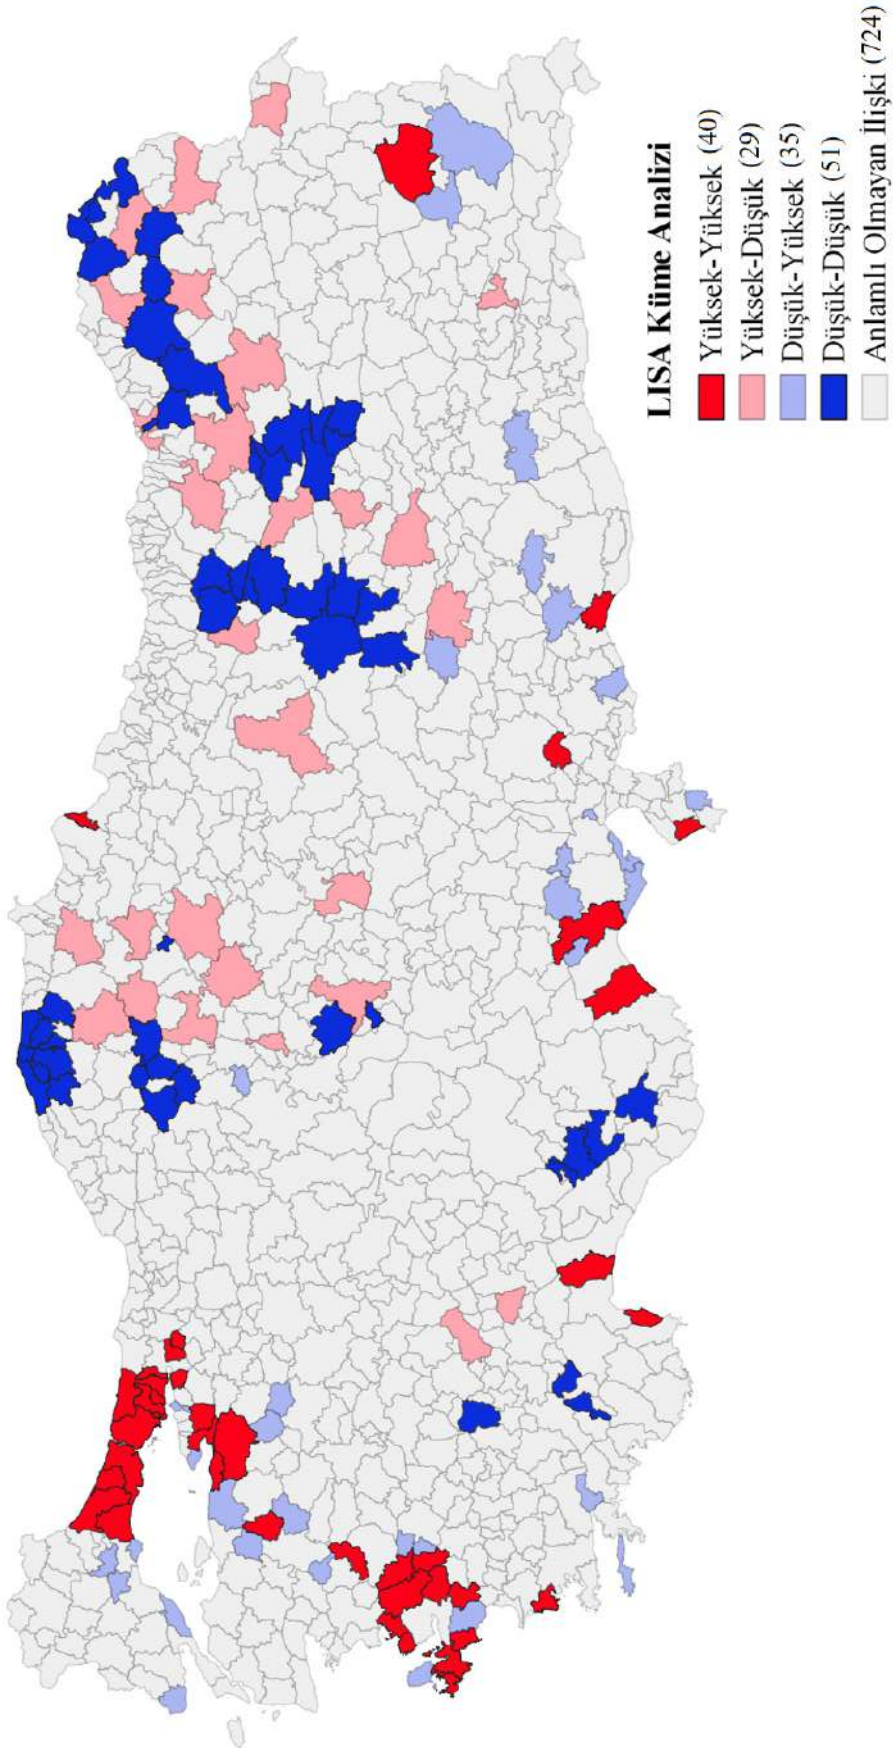 LISA Küme Analizi
Yüksek-Yüksek (40)
Yüksek-Düşük (29)
Düşük-Yüksek (35)
Düşük-Düşük (51)
Anlamlı Olmayan İlişki (724)